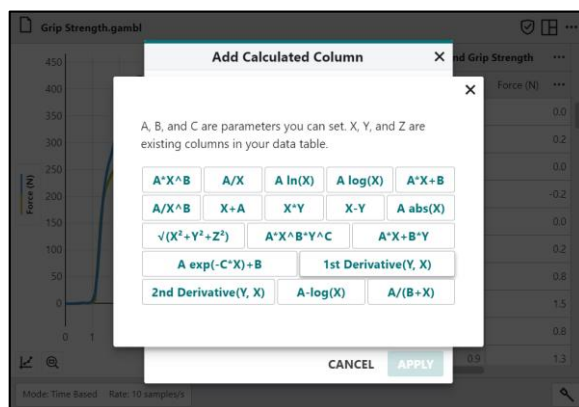 Grip Strength.gambl
Add Calculated Column
nd Grip Strength
Force (N)
A, B, and C are parameters you can set. X, Y, and Z are
existing columns in your data table.
A*X^B A/X A ln(X) A log(X) A*X+B
A/X^B X+A X*Y X-Y A abs(X)
√(X²+Y²+Z²) A*X^B*Y^C A*X+B*Y
A exp(-C*X)+B 1st Derivative(Y, X)
2nd Derivative(Y, X) A-log(X) A/(B+X)
CANCEL APPLY
Force (N)
450
400
350
300
250
200
150
100
50
0
0 1
0.0
0.2
0.0
-0.2
0.0
0.2
0.8
1.5
0.8
0.9 1.3
Mode: Time Based Rate: 10 samples/s